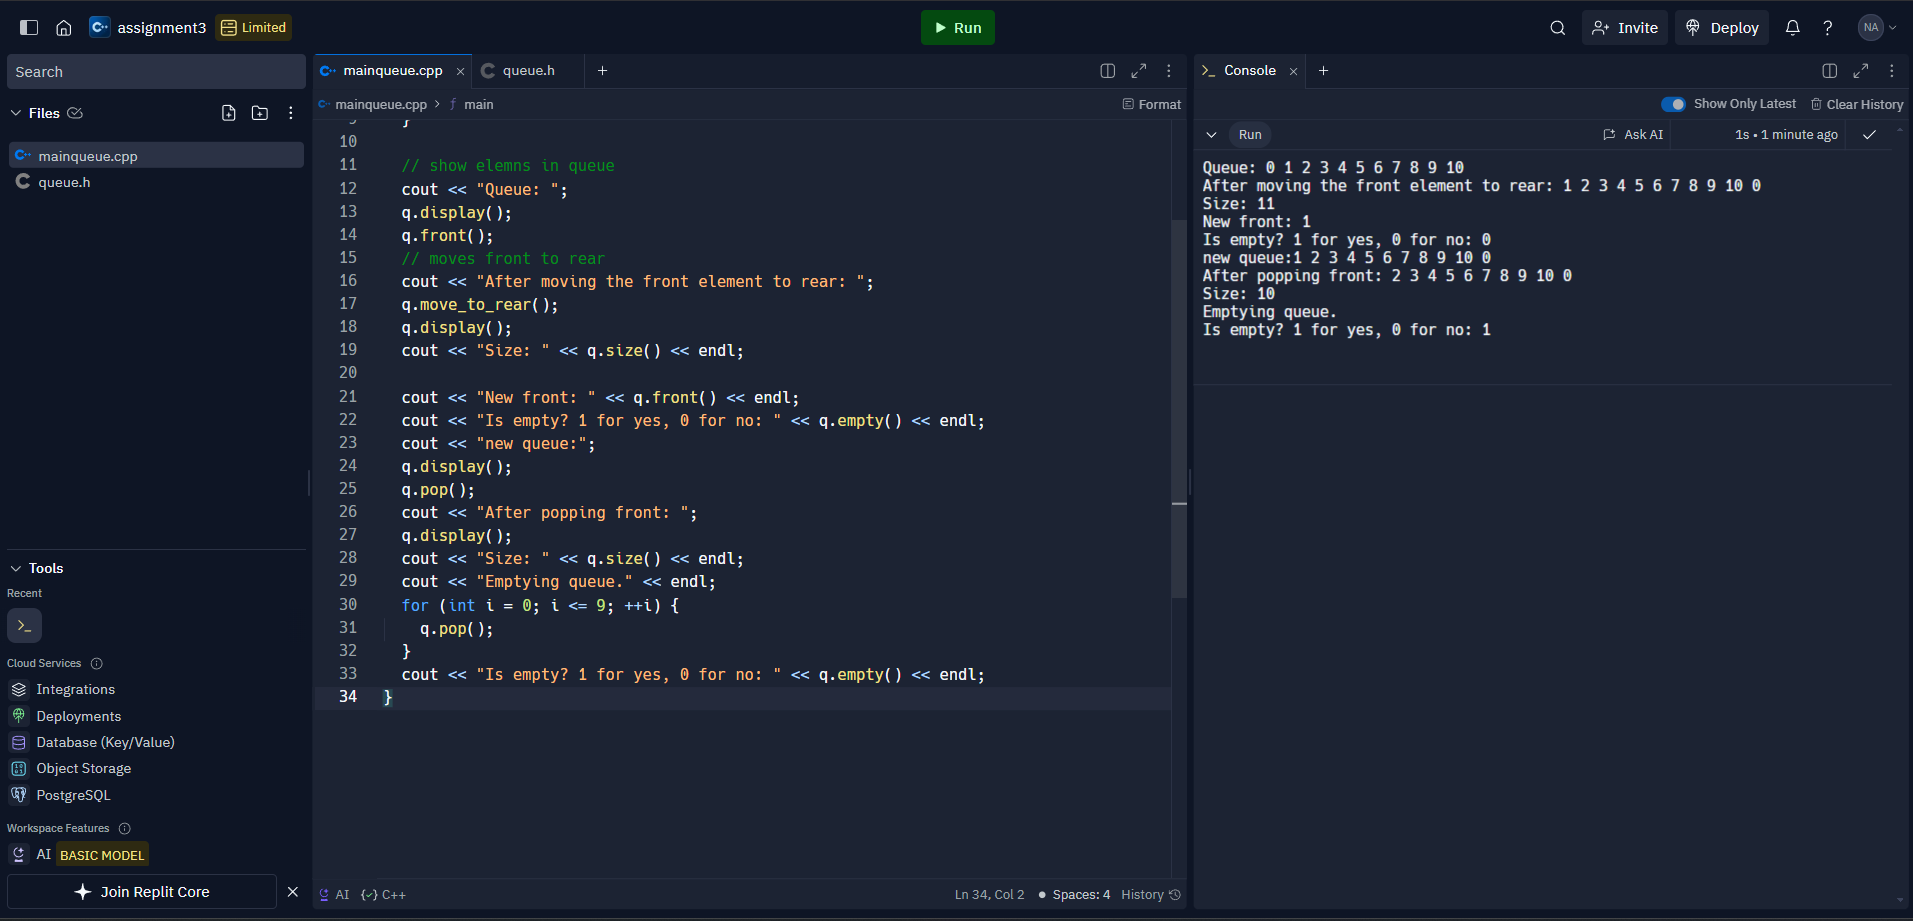 assignment3
Limited
Run
Invite
Deploy
NA
Search
Files
mainqueue.cpp
queue.h
Tools
Recent
Cloud Services
Integrations
Deployments
Database (Key/Value)
Object Storage
PostgreSQL
Workspace Features
AI BASIC MODEL
Join Replit Core
mainqueue.cpp
queue.h
mainqueue.cpp > f main
Format
9 }
10
11 // show elemns in queue
12 cout << "Queue: ";
13 q.display();
14 q.front();
15 // moves front to rear
16 cout << "After moving the front element to rear: ";
17 q.move_to_rear();
18 q.display();
19 cout << "Size: " << q.size() << endl;
20
21 cout << "New front: " << q.front() << endl;
22 cout << "Is empty? 1 for yes, 0 for no: " << q.empty() << endl;
23 cout << "new queue:";
24 q.display();
25 q.pop();
26 cout << "After popping front: ";
27 q.display();
28 cout << "Size: " << q.size() << endl;
29 cout << "Emptying queue." << endl;
30 for (int i = 0; i <= 9; ++i) {
31 q.pop();
32 }
33 cout << "Is empty? 1 for yes, 0 for no: " << q.empty() << endl;
34 }
AI
C++
Ln 34, Col 2
Spaces: 4
History
Console
Show Only Latest
Clear History
Run
Ask AI
1s • 1 minute ago
Queue: 0 1 2 3 4 5 6 7 8 9 10
After moving the front element to rear: 1 2 3 4 5 6 7 8 9 10 0
Size: 11
New front: 1
Is empty? 1 for yes, 0 for no: 0
new queue:1 2 3 4 5 6 7 8 9 10 0
After popping front: 2 3 4 5 6 7 8 9 10 0
Size: 10
Emptying queue.
Is empty? 1 for yes, 0 for no: 1